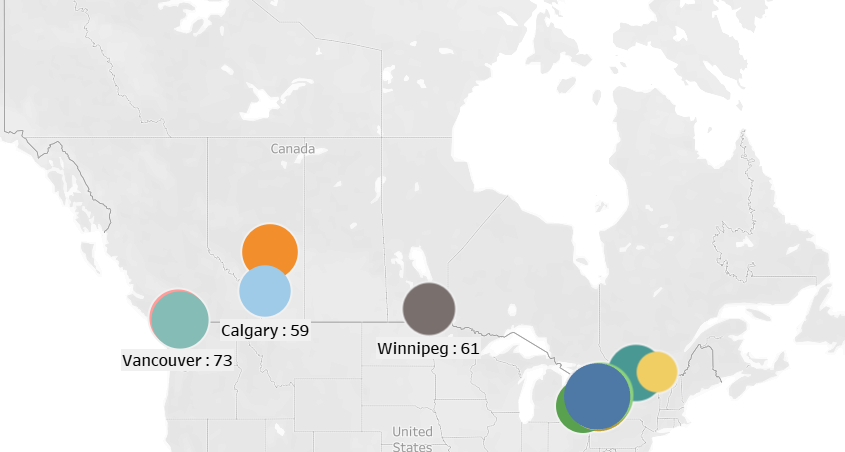 Canada
Calgary : 59
Winnipeg : 61
Vancouver : 73
United
States